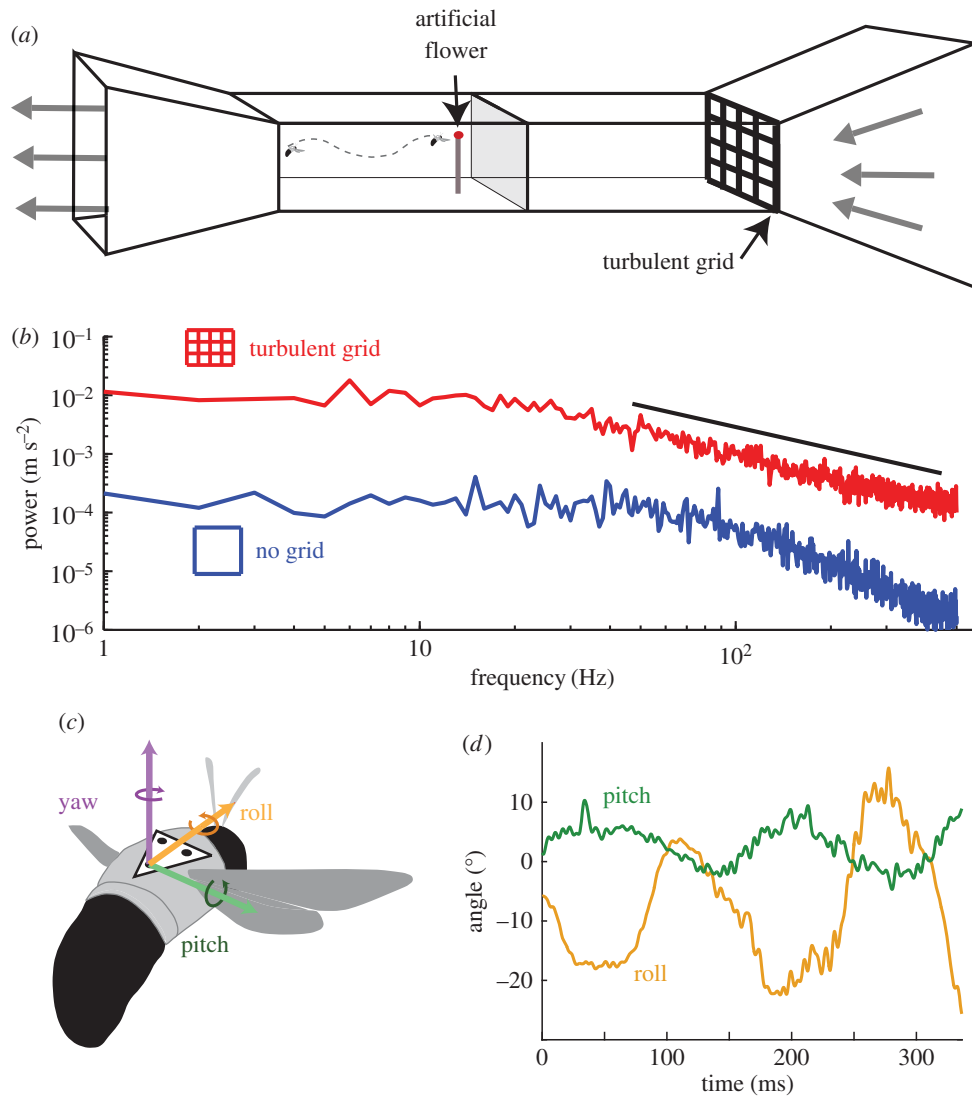 (a)
artificial
flower
turbulent grid
(b)
10⁻¹
10⁻²
10⁻³
10⁻⁴
10⁻⁵
10⁻⁶
power (m s⁻²)
turbulent grid
no grid
1
10
10²
frequency (Hz)
(c)
yaw
roll
pitch
(d)
10
0
−10
−20
angle (°)
pitch
roll
0
100
200
300
time (ms)